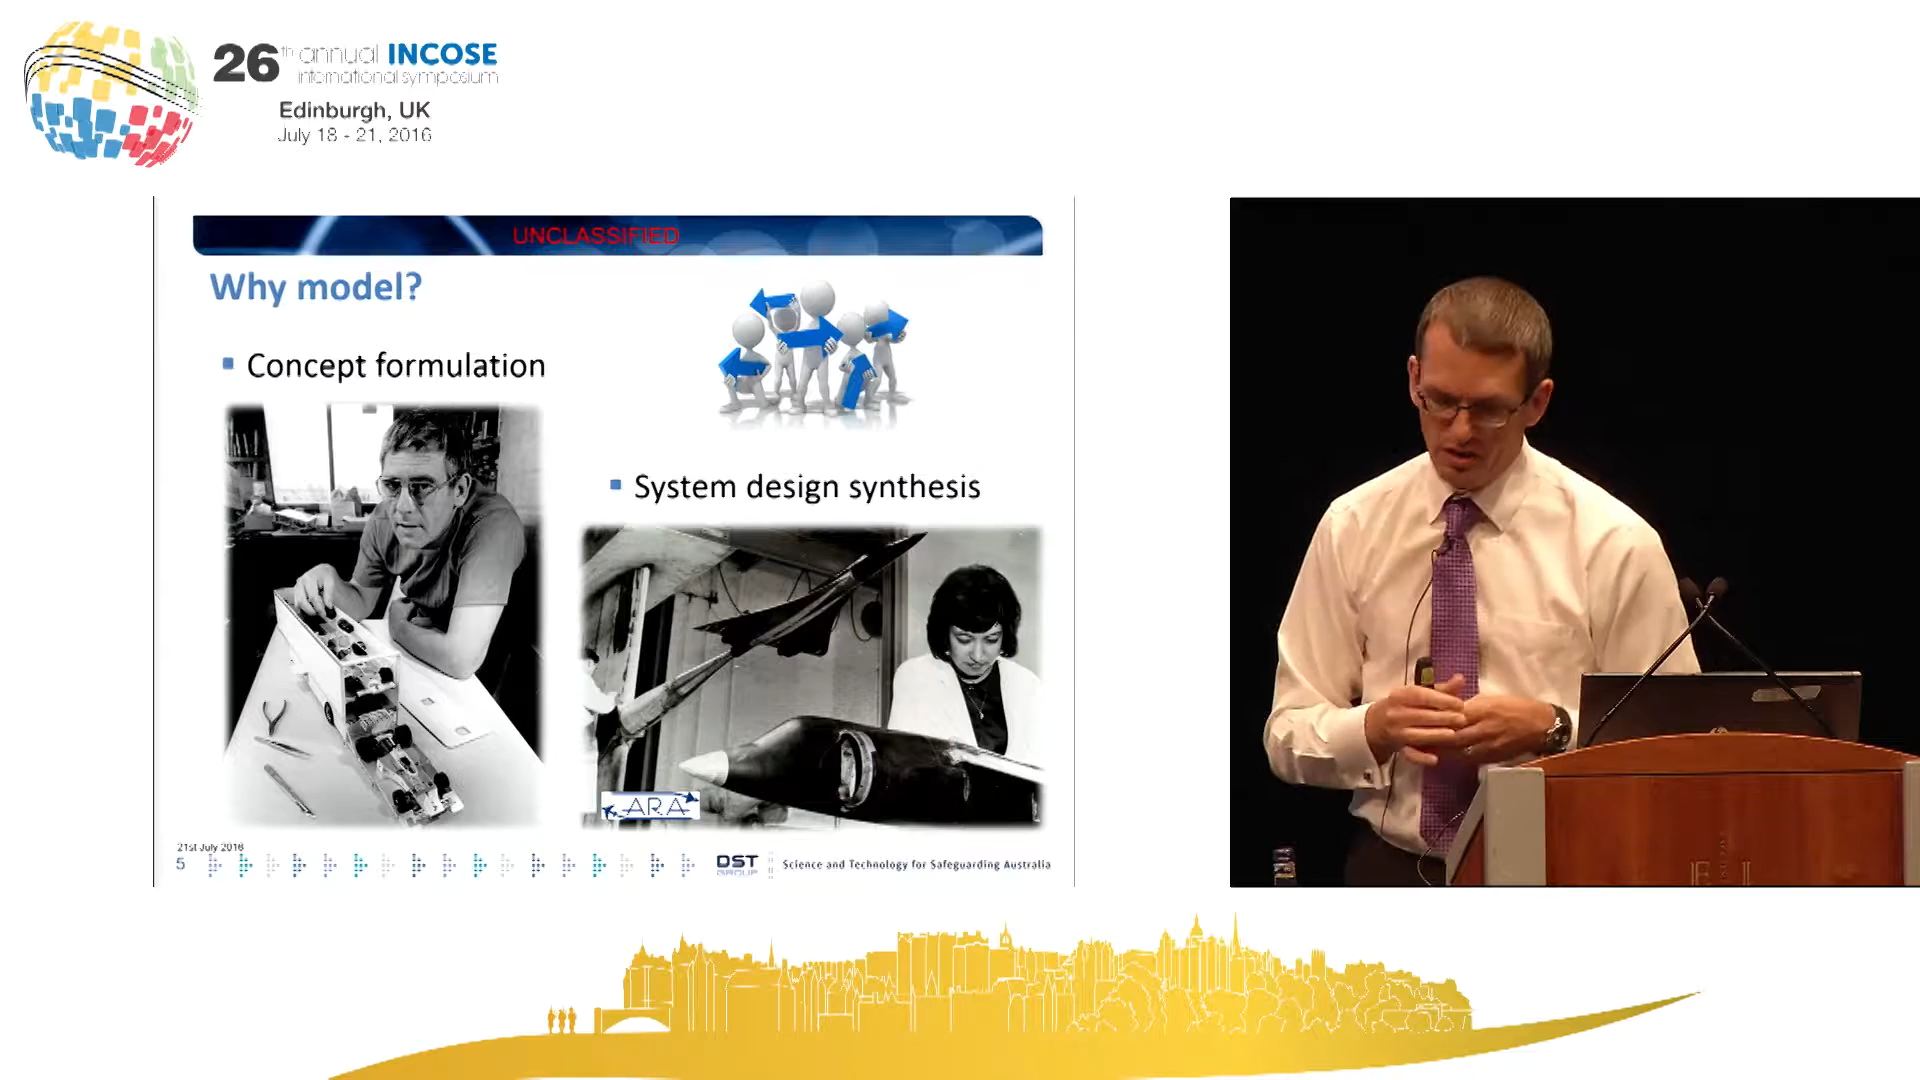 26th annual INCOSE
international symposium
Edinburgh, UK
July 18 - 21, 2016
UNCLASSIFIED
Why model?
Concept formulation
System design synthesis
ARA
21st July 2016
5
DST
GROUP
Science and Technology for Safeguarding Australia